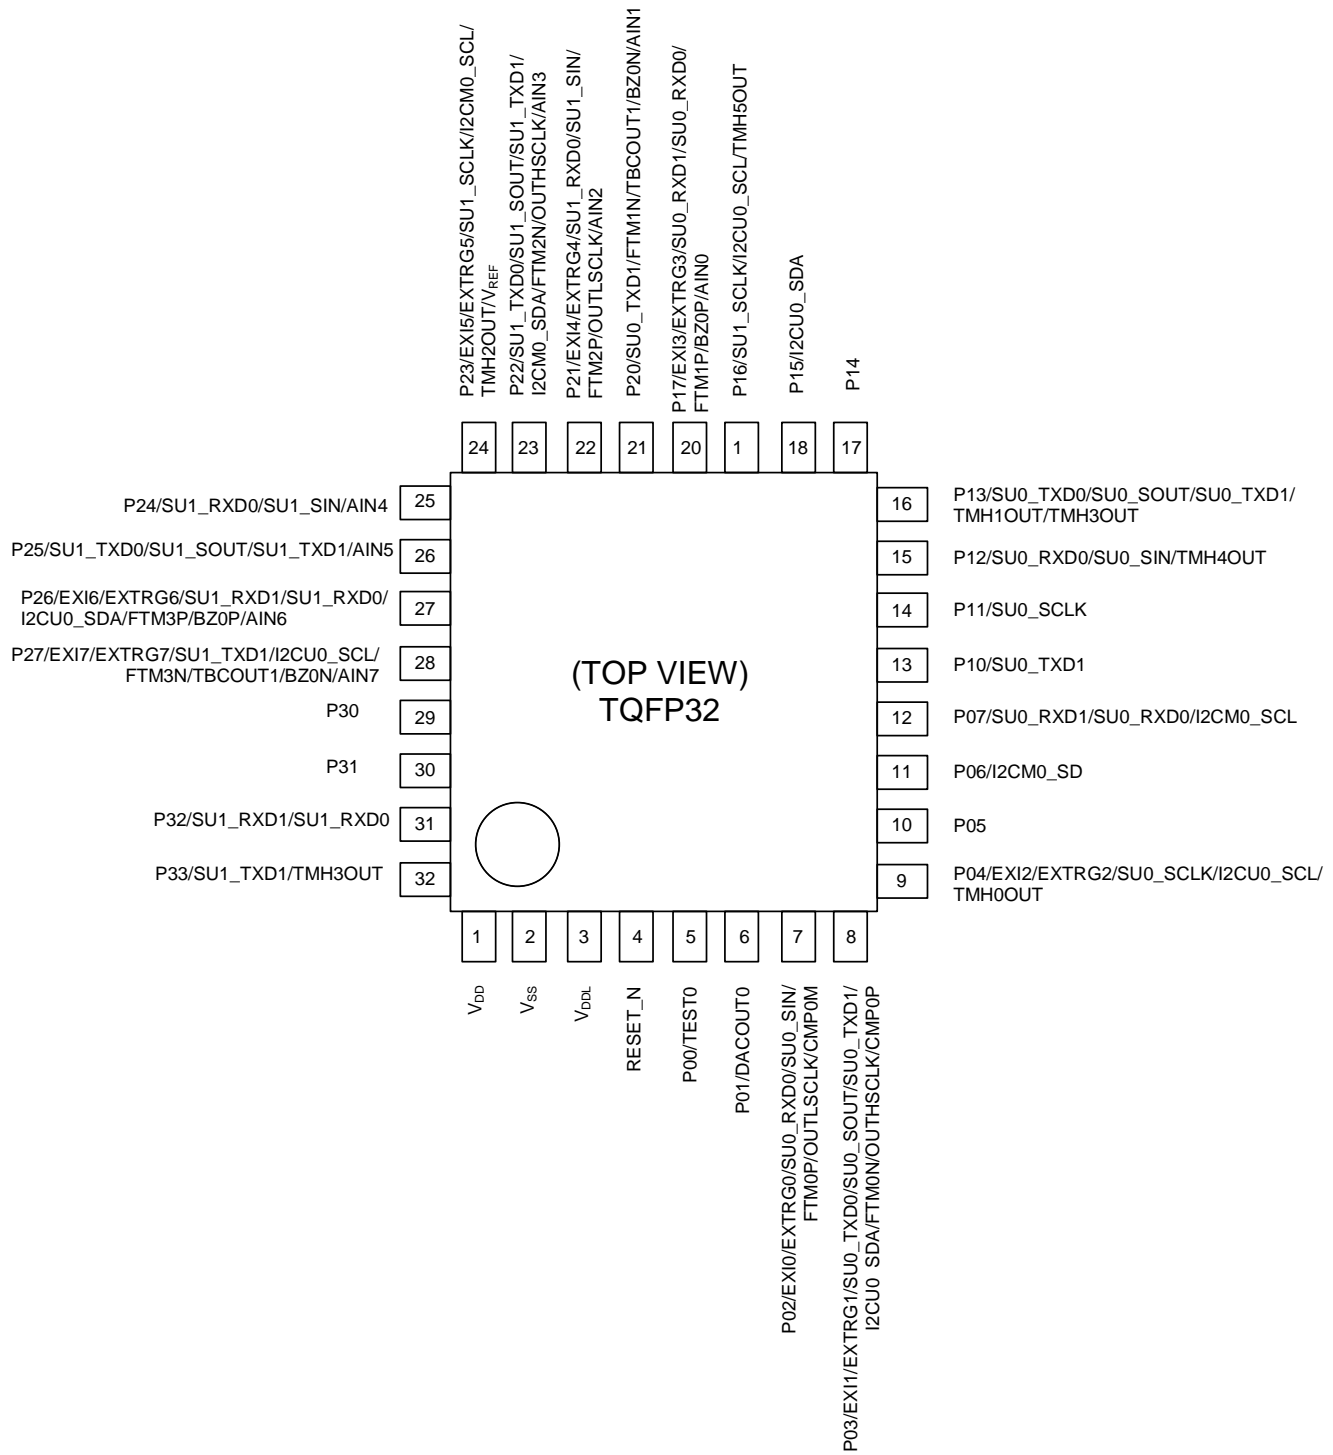 P23/EXI5/EXTRG5/SU1_SCLK/I2CM0_SCL/
TMH2OUT/VREF
P22/SU1_TXD0/SU1_SOUT/SU1_TXD1/
I2CM0_SDA/FTM2N/OUTHSCLK/AIN3
P21/EXI4/EXTRG4/SU1_RXD0/SU1_SIN/
FTM2P/OUTLSCLK/AIN2
P20/SU0_TXD1/FTM1N/TBCOUT1/BZ0N/AIN1
P17/EXI3/EXTRG3/SU0_RXD1/SU0_RXD0/
FTM1P/BZ0P/AIN0
P16/SU1_SCLK/I2CU0_SCL/TMH5OUT
P15/I2CU0_SDA
P14
24
23
22
21
20
1
18
17
P24/SU1_RXD0/SU1_SIN/AIN4
25
P25/SU1_TXD0/SU1_SOUT/SU1_TXD1/AIN5
26
P26/EXI6/EXTRG6/SU1_RXD1/SU1_RXD0/
I2CU0_SDA/FTM3P/BZ0P/AIN6
27
P27/EXI7/EXTRG7/SU1_TXD1/I2CU0_SCL/
FTM3N/TBCOUT1/BZ0N/AIN7
28
P30
29
P31
30
P32/SU1_RXD1/SU1_RXD0
31
P33/SU1_TXD1/TMH3OUT
32
(TOP VIEW)
TQFP32
16
P13/SU0_TXD0/SU0_SOUT/SU0_TXD1/
TMH1OUT/TMH3OUT
15
P12/SU0_RXD0/SU0_SIN/TMH4OUT
14
P11/SU0_SCLK
13
P10/SU0_TXD1
12
P07/SU0_RXD1/SU0_RXD0/I2CM0_SCL
11
P06/I2CM0_SD
10
P05
9
P04/EXI2/EXTRG2/SU0_SCLK/I2CU0_SCL/
TMH0OUT
1
2
3
4
5
6
7
8
VDD
VSS
VDDL
RESET_N
P00/TEST0
P01/DACOUT0
P02/EXI0/EXTRG0/SU0_RXD0/SU0_SIN/
FTM0P/OUTLSCLK/CMP0M
P03/EXI1/EXTRG1/SU0_TXD0/SU0_SOUT/SU0_TXD1/
I2CU0 SDA/FTM0N/OUTHSCLK/CMP0P